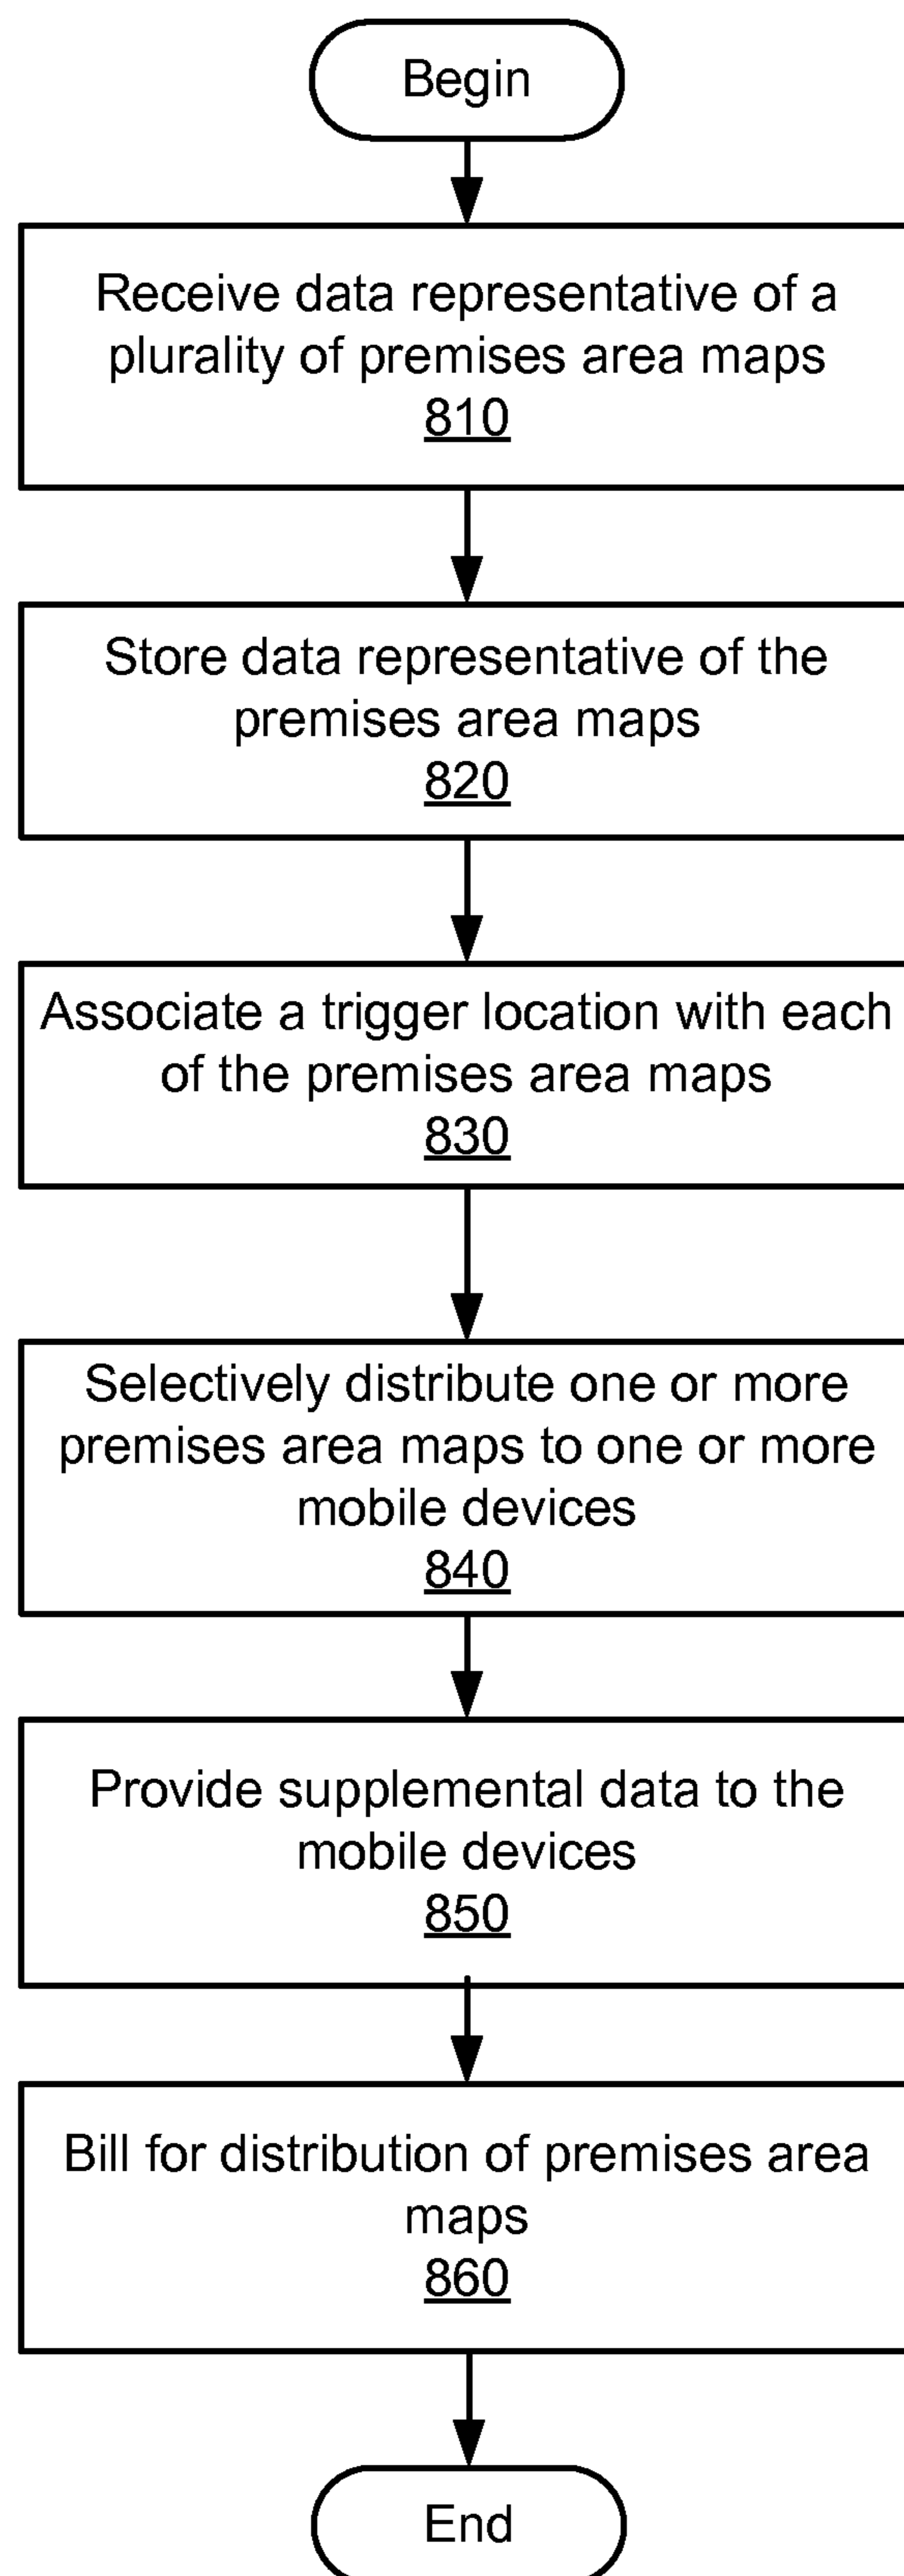 Begin
Receive data representative of a
plurality of premises area maps
810
Store data representative of the
premises area maps
820
Associate a trigger location with each
of the premises area maps
830
Selectively distribute one or more
premises area maps to one or more
mobile devices
840
Provide supplemental data to the
mobile devices
850
Bill for distribution of premises area
maps
860
End